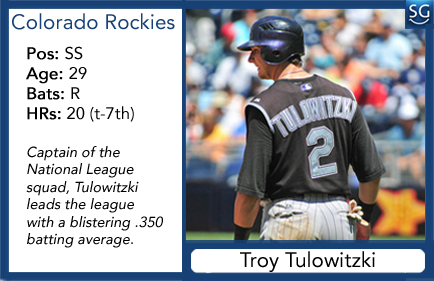 Colorado Rockies
SG
Pos: SS
Age: 29
Bats: R
HRs: 20 (t-7th)
Captain of the
National League
squad, Tulowitzki
leads the league
with a blistering .350
batting average.
TULOWITZKI
2
Troy Tulowitzki